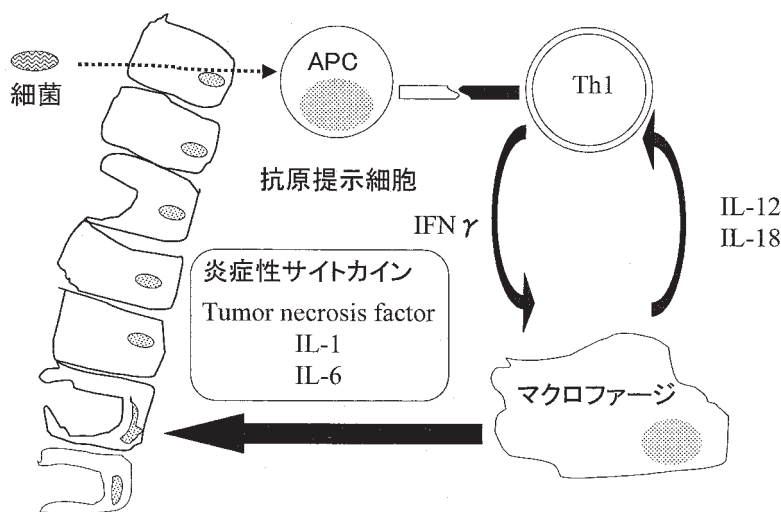 細菌
APC
Th1
抗原提示細胞
IFN γ
IL-12
IL-18
炎症性サイトカイン
Tumor necrosis factor
IL-1
IL-6
マクロファージ